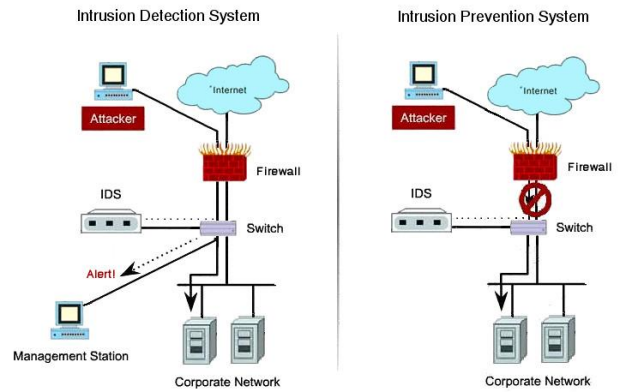 Intrusion Detection System
Internet
Attacker
Firewall
IDS
Switch
Alert!
Management Station
Corporate Network
Intrusion Prevention System
Internet
Attacker
Firewall
IDS
Switch
Corporate Network